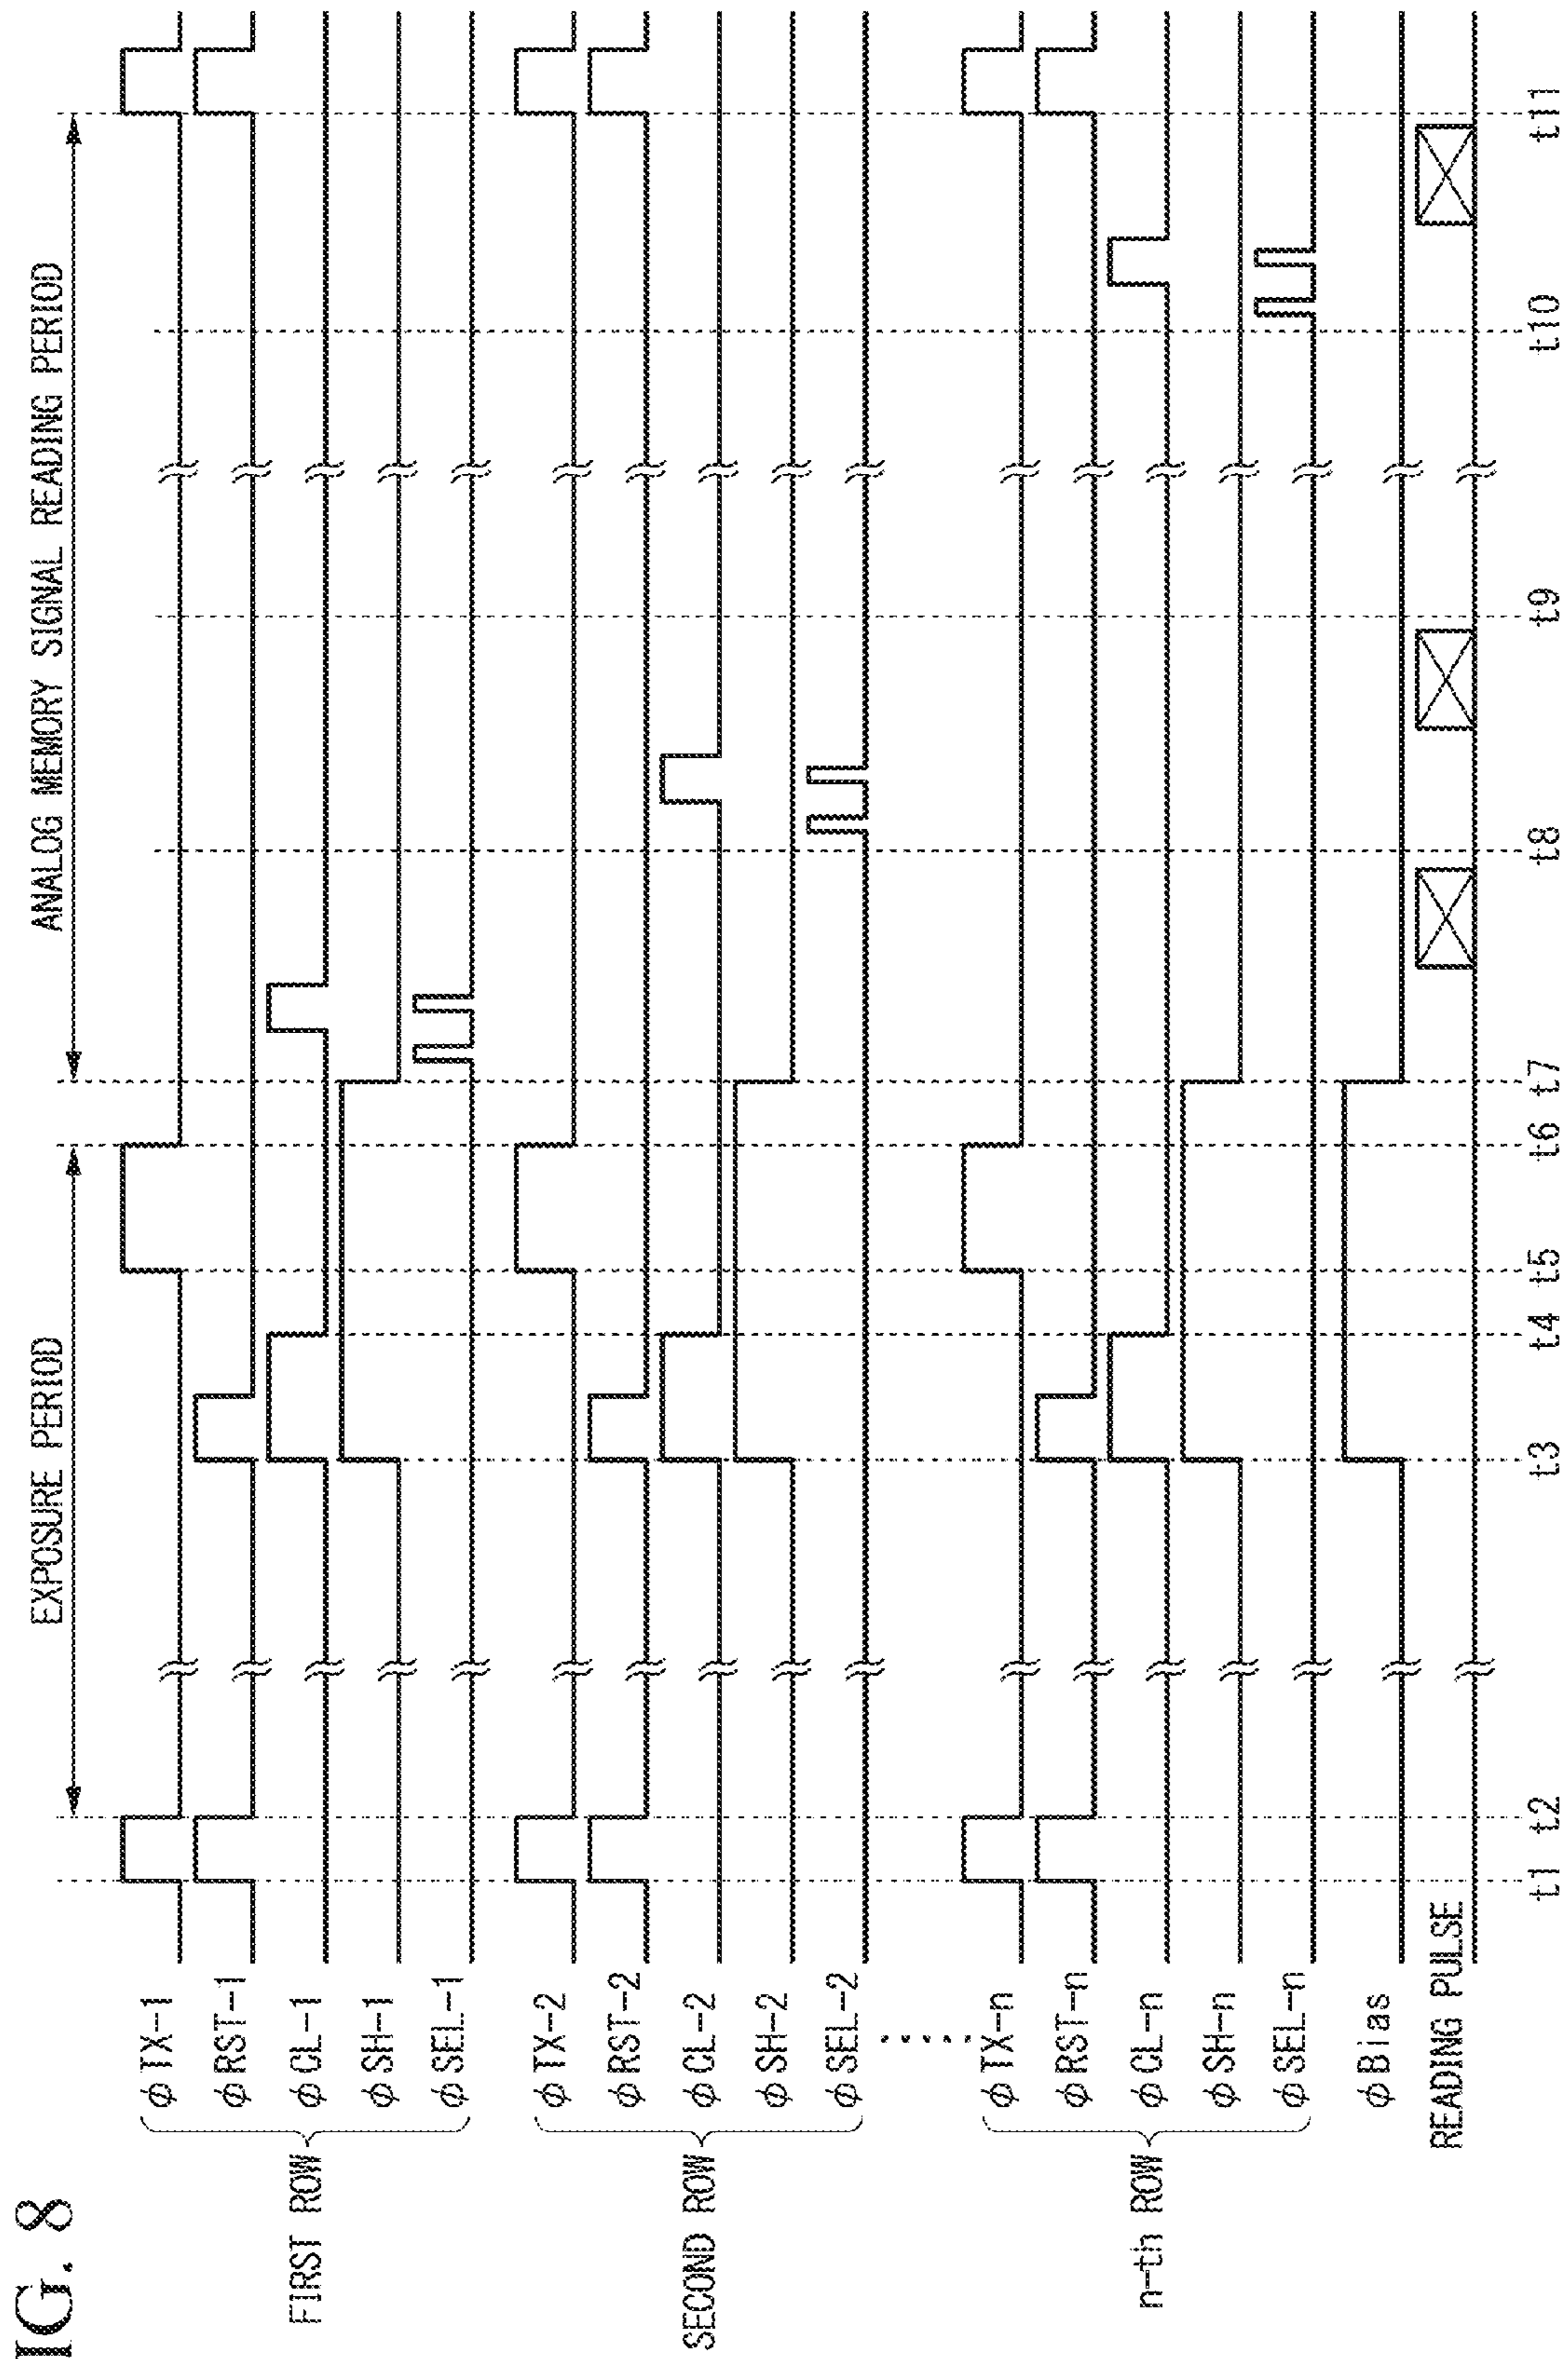 IG. 8
EXPOSURE PERIOD
ANALOG MEMORY SIGNAL READING PERIOD
FIRST ROW
φTX-1
φRST-1
φCL-1
φSH-1
φSEL-1
SECOND ROW
φTX-2
φRST-2
φCL-2
φSH-2
φSEL-2
n-th ROW
φTX-n
φRST-n
φCL-n
φSH-n
φSEL-n
φBias
READING PULSE
t1 t2 t3 t4 t5 t6 t7 t8 t9 t10 t11